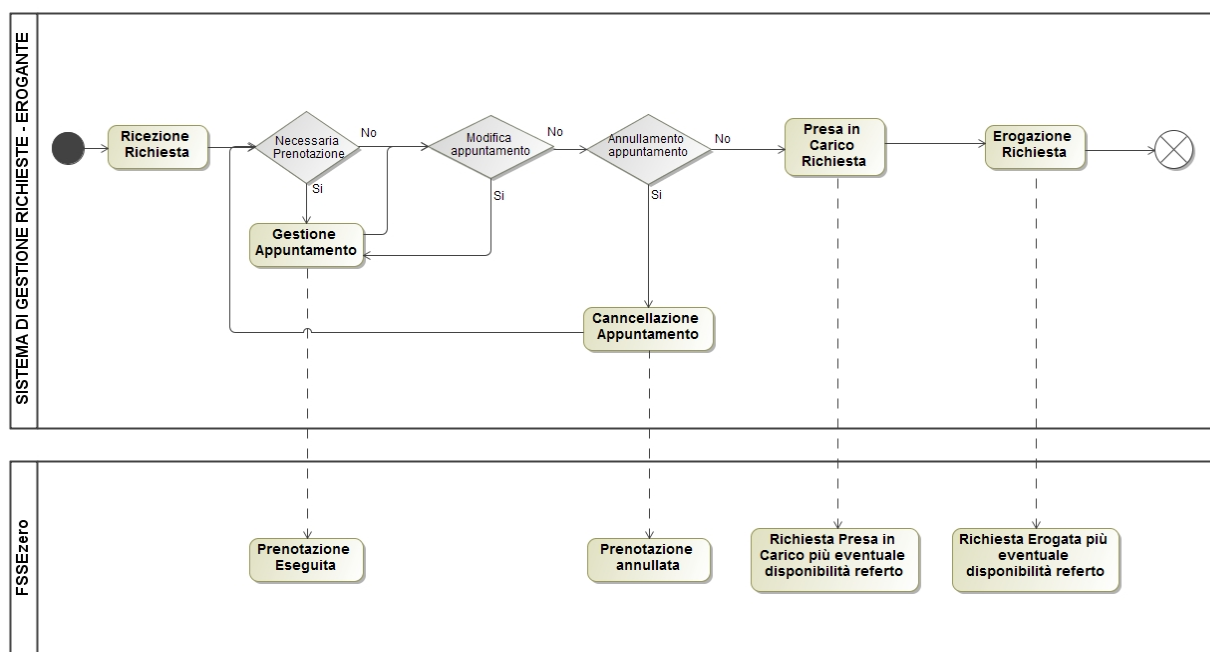 SISTEMA DI GESTIONE RICHIESTE - EROGANTE
Ricezione
Richiesta
Necessaria
Prenotazione
No
Si
Gestione
Appuntamento
Modifica
appuntamento
No
Si
Annullamento
appuntamento
No
Si
Canncellazione
Appuntamento
Presa in
Carico
Richiesta
Erogazione
Richiesta
FSSEzero
Prenotazione
Eseguita
Prenotazione
annullata
Richiesta Presa in
Carico più eventuale
disponibilità referto
Richiesta Erogata più
eventuale
disponibilità referto